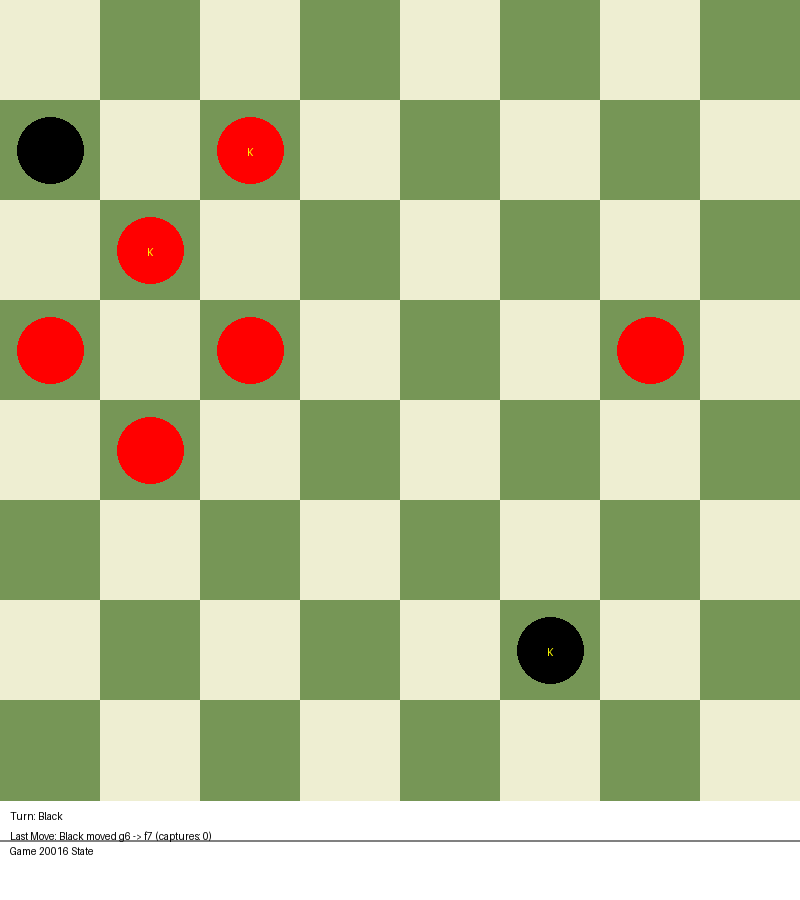 K
K
K
Turn: Black
Last Move: Black moved g6 -> f7 (captures: 0)
Game 20016 State